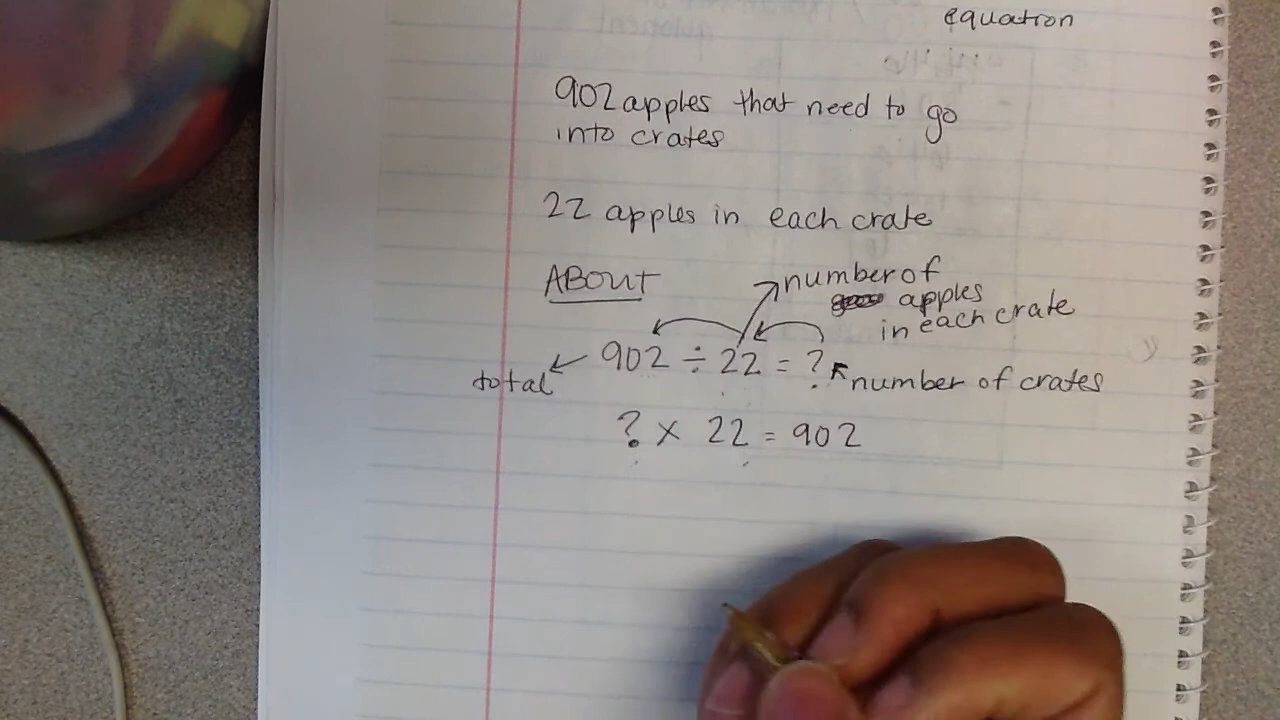 equation
902 apples that need to go
into crates
22 apples in each crate
ABOUT
number of
apples
in each crate
902 ÷ 22 = ?
total
number of crates
? × 22 = 902